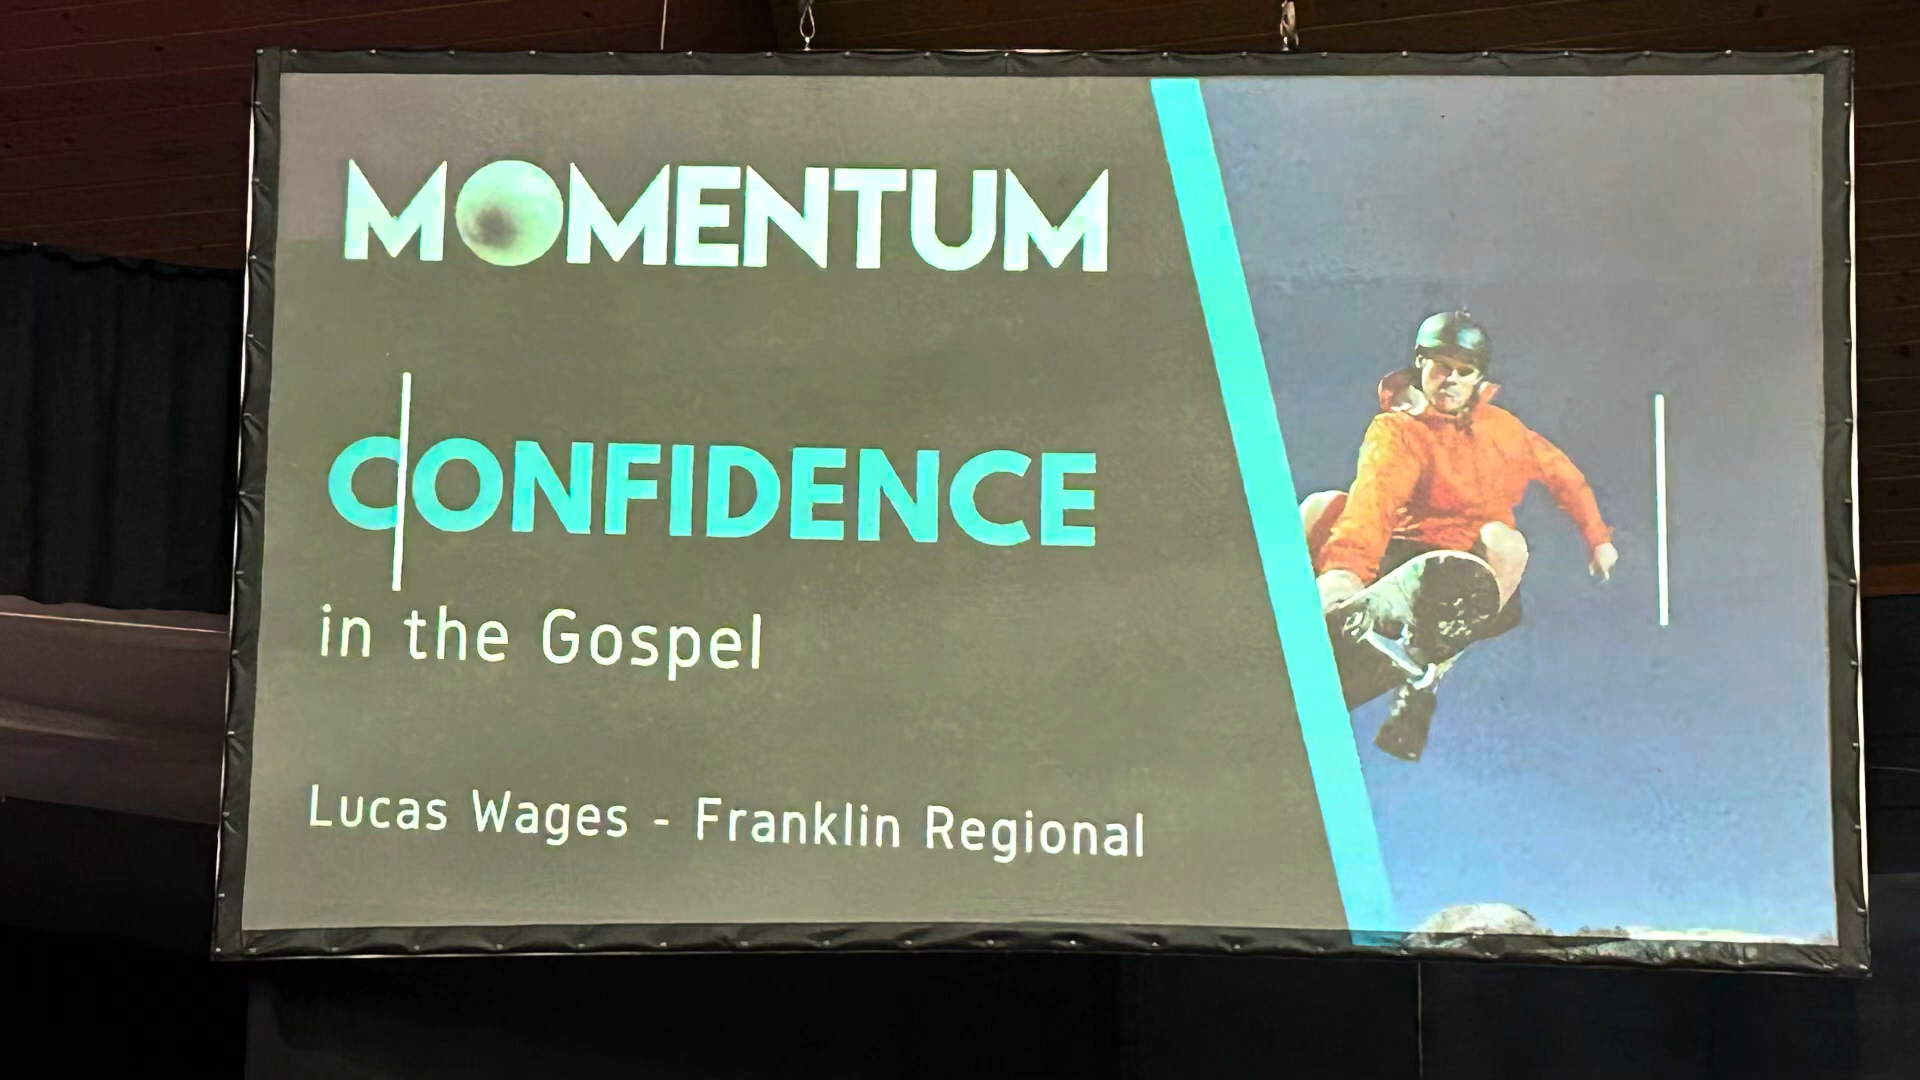 MOMENTUM
CONFIDENCE
in the Gospel
Lucas Wages - Franklin Regional